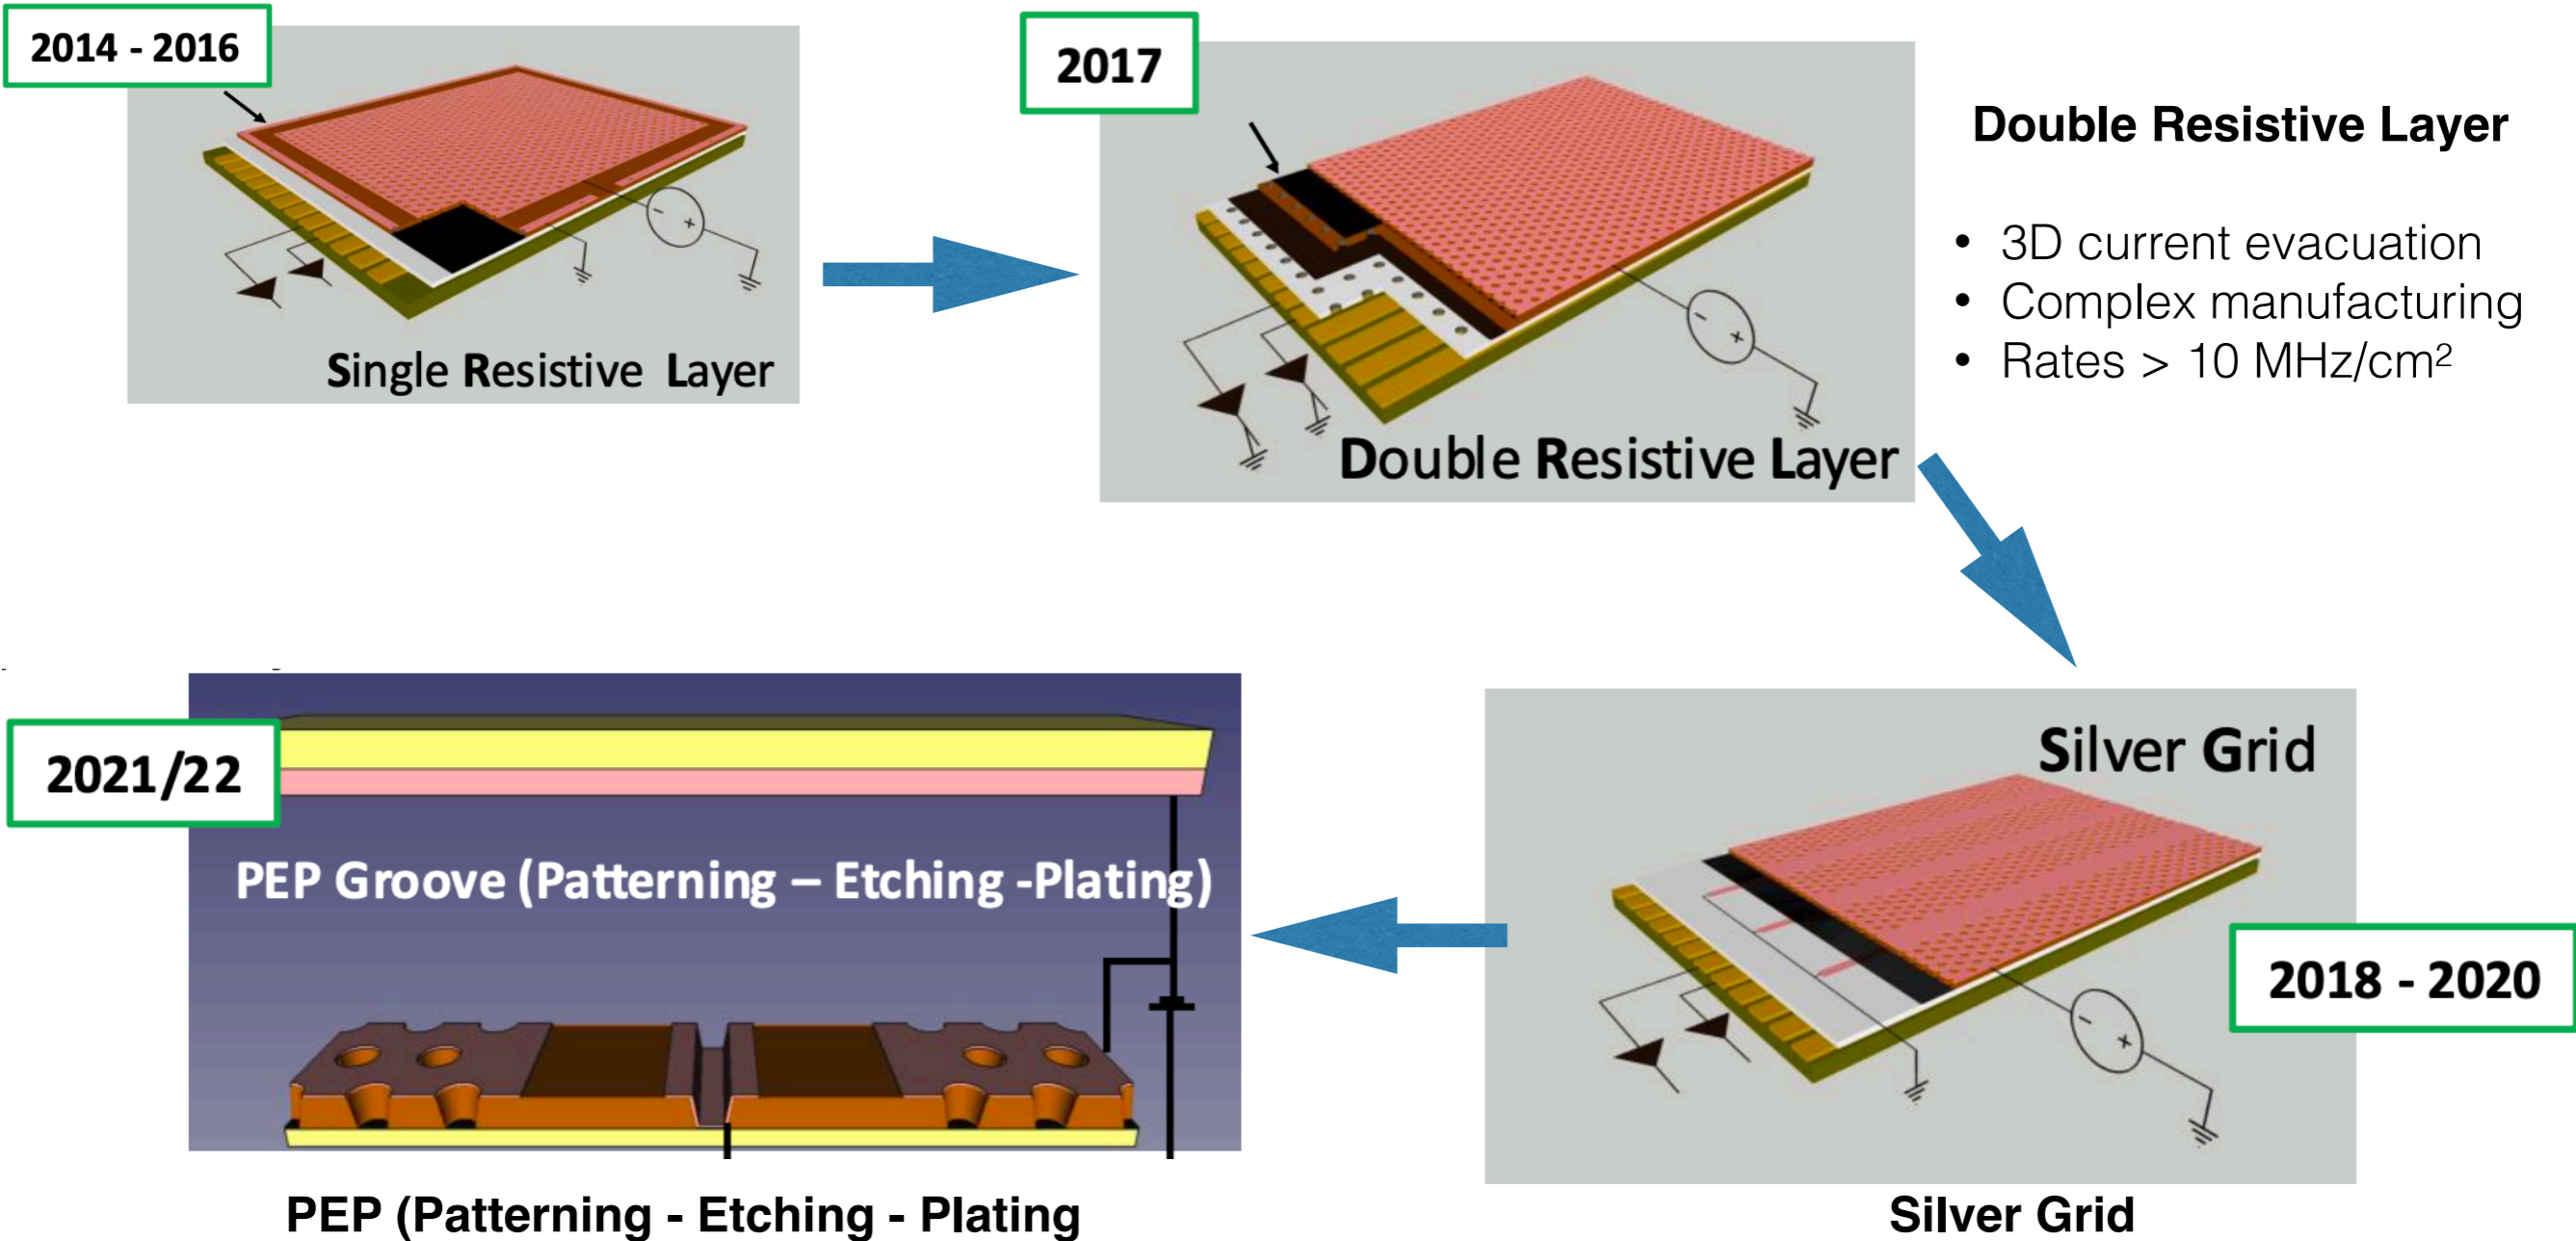 2014 - 2016
Single Resistive Layer
2017
Double Resistive Layer
Double Resistive Layer
• 3D current evacuation
• Complex manufacturing
• Rates > 10 MHz/cm²
2021/22
PEP Groove (Patterning – Etching -Plating)
PEP (Patterning - Etching - Plating
Silver Grid
2018 - 2020
Silver Grid